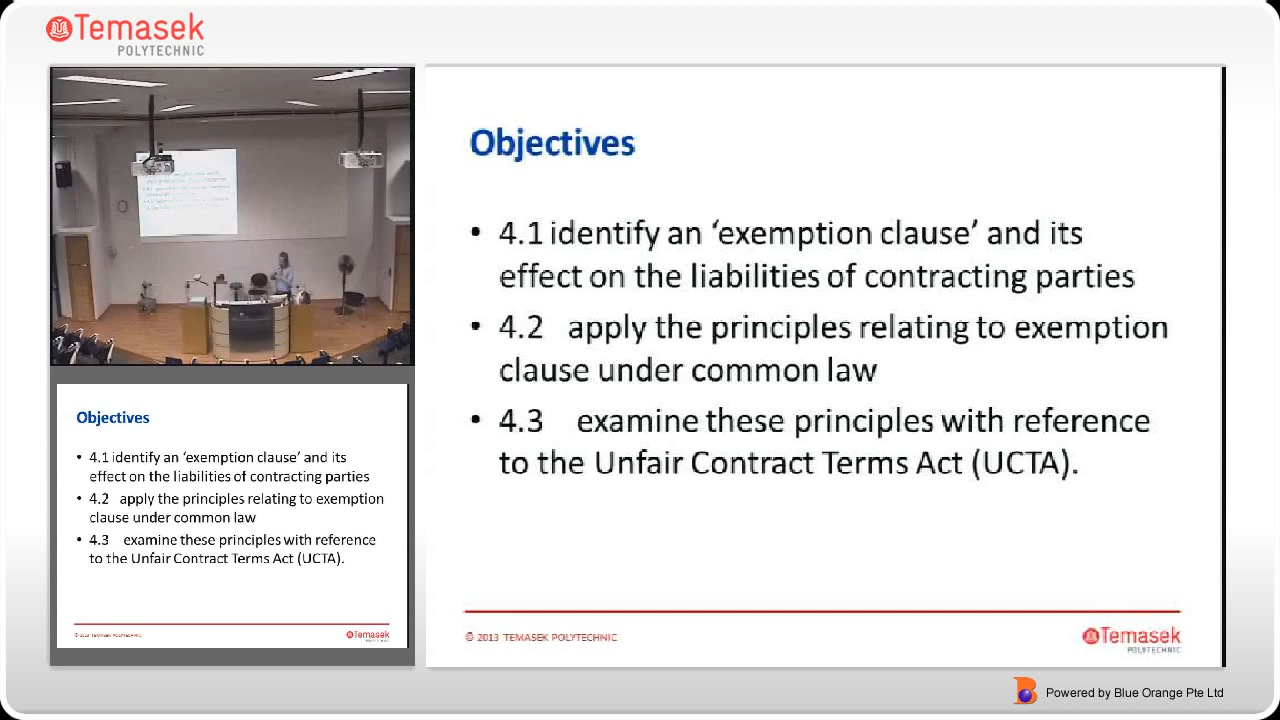 Temasek
POLYTECHNIC
Objectives
• 4.1 identify an ‘exemption clause’ and its
effect on the liabilities of contracting parties
• 4.2 apply the principles relating to exemption
clause under common law
• 4.3 examine these principles with reference
to the Unfair Contract Terms Act (UCTA).
© 2013 TEMASEK POLYTECHNIC
Temasek
Objectives
• 4.1 identify an ‘exemption clause’ and its
effect on the liabilities of contracting parties
• 4.2 apply the principles relating to exemption
clause under common law
• 4.3 examine these principles with reference
to the Unfair Contract Terms Act (UCTA).
© 2013 TEMASEK POLYTECHNIC
Temasek
POLYTECHNIC
Powered by Blue Orange Pte Ltd